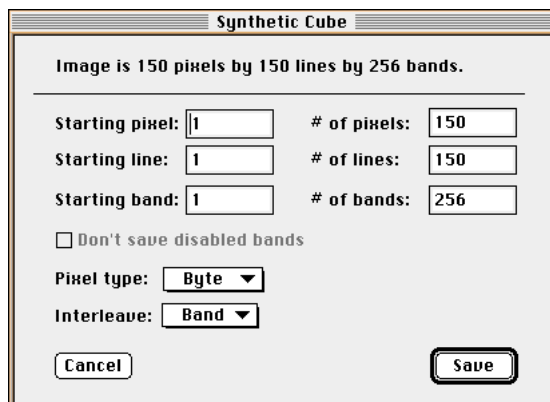 Synthetic Cube
Image is 150 pixels by 150 lines by 256 bands.
Starting pixel: 1 # of pixels: 150
Starting line: 1 # of lines: 150
Starting band: 1 # of bands: 256
Don't save disabled bands
Pixel type: Byte
Interleave: Band
Cancel Save